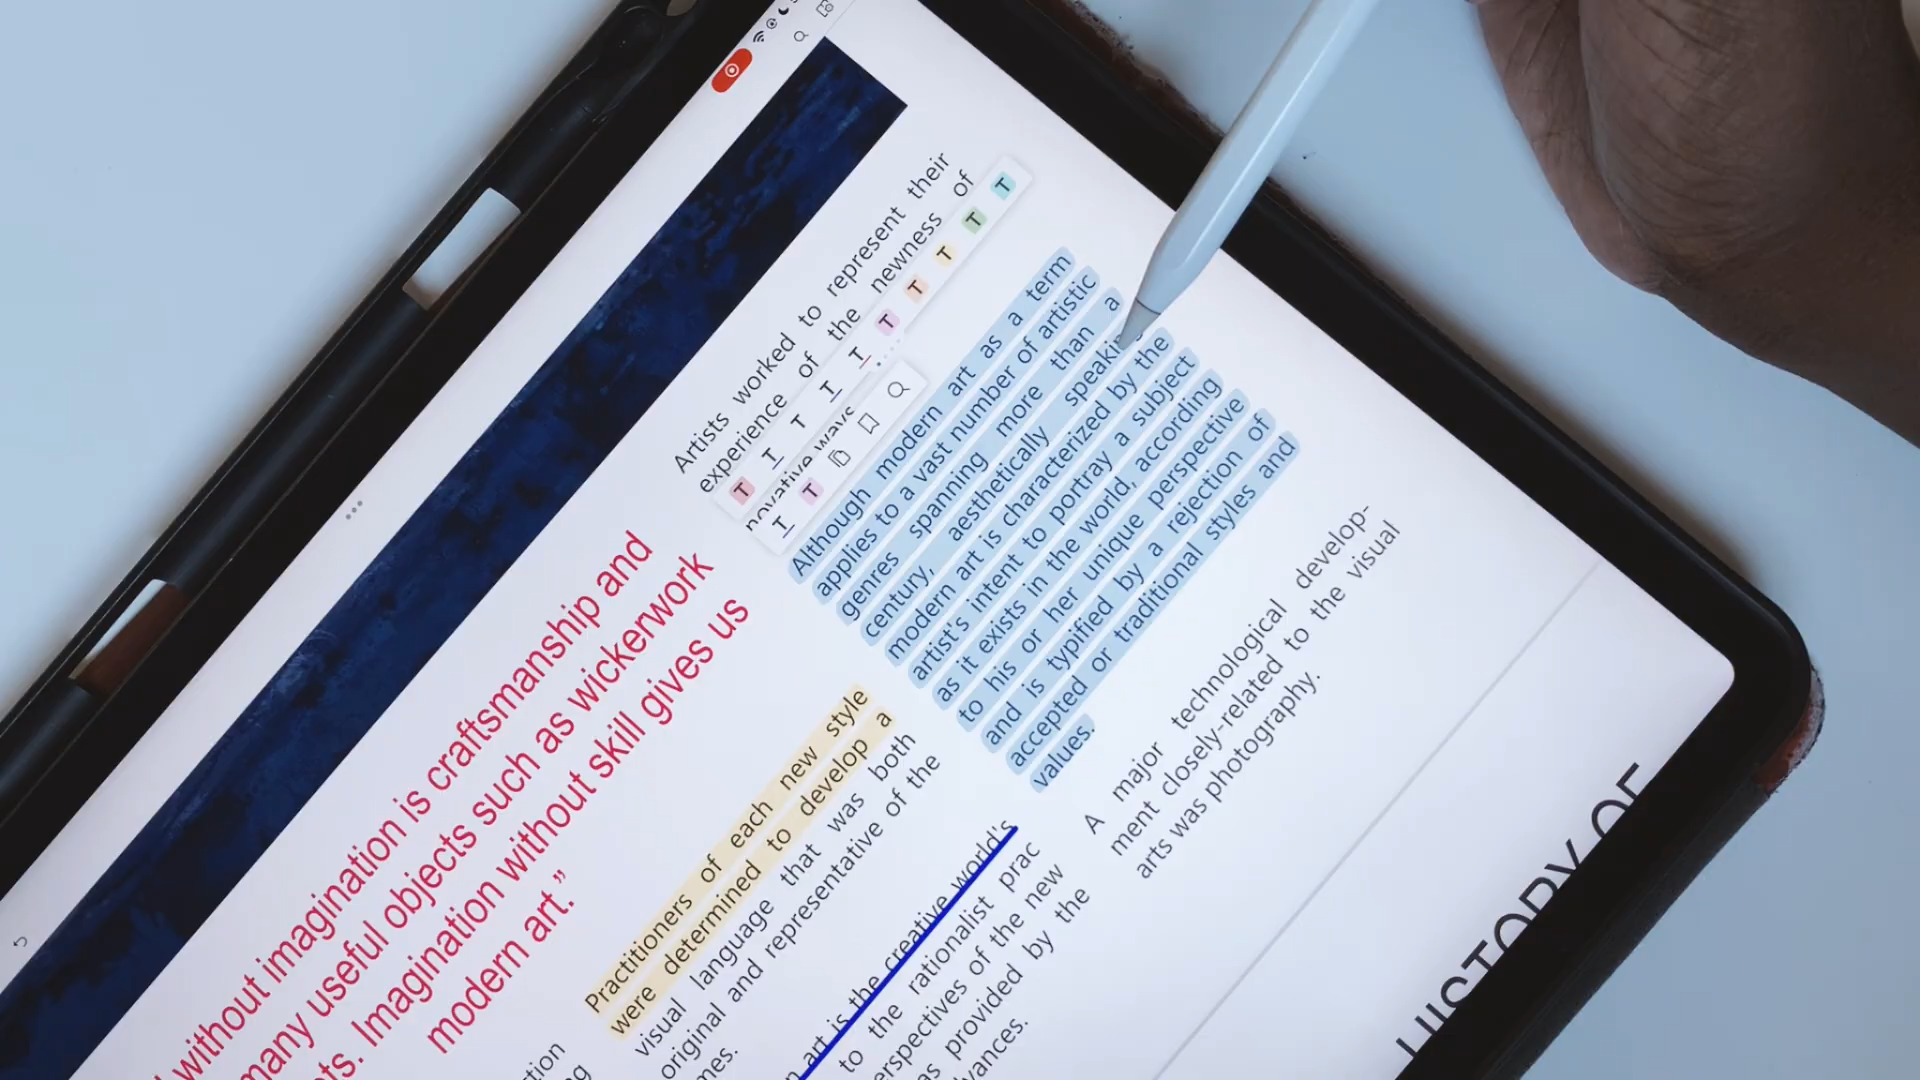 without imagination is craftsmanship and
many useful objects such as wickerwork
Imagination without skill gives us
modern art.”
Practitioners of each new style
were determined to develop a
visual language that was both
original and representative of the
art is the creative world's
to the rationalist prac
of the new
provided by the
Artists worked to represent their
experience of the newness of
T T T T T T T T T T
T T
Although modern art as a term
applies to a vast number of artistic
genres spanning more than a
century, aesthetically
modern art is characterized by the
artist's intent to portray a subject
as it exists in the world, according
to his or her unique perspective
and is typified by a rejection of
accepted or traditional styles and
values.
A major technological develop-
ment closely-related to the visual
arts was photography.
HISTORY OF